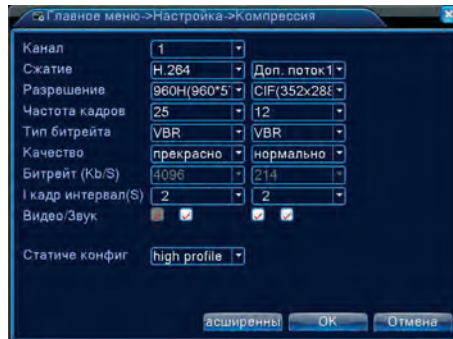 Главное меню->Настройка->Компрессия
Канал 1
Сжатие H.264 Доп. поток1
Разрешение 960H(960*5 CIF(352x288
Частота кадров 25 12
Тип битрейта VBR VBR
Качество прекрасно нормально
Битрейт (Kb/S) 4096 214
I кадр интервал(S) 2 2
Видео/Звук
Статиче конфиг high profile
асширенны OK Отмена